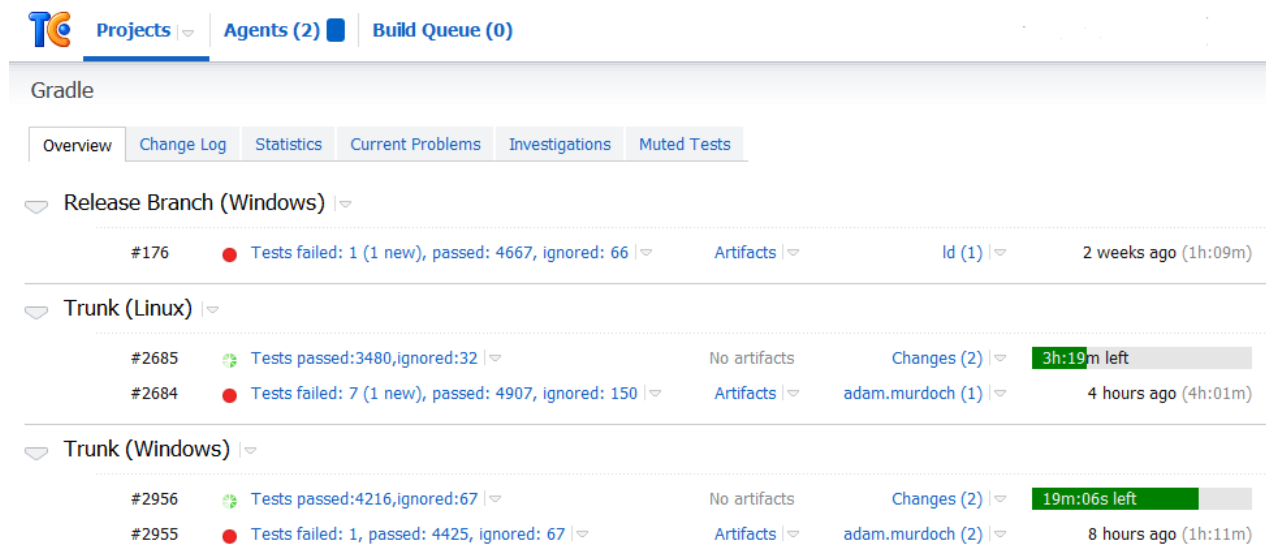 TC Projects Agents (2) Build Queue (0)
Gradle
Overview Change Log Statistics Current Problems Investigations Muted Tests
Release Branch (Windows)
#176 Tests failed: 1 (1 new), passed: 4667, ignored: 66 Artifacts ld (1) 2 weeks ago (1h:09m)
Trunk (Linux)
#2685 Tests passed:3480,ignored:32 No artifacts Changes (2) 3h:19m left
#2684 Tests failed: 7 (1 new), passed: 4907, ignored: 150 Artifacts adam.murdoch (1) 4 hours ago (4h:01m)
Trunk (Windows)
#2956 Tests passed:4216,ignored:67 No artifacts Changes (2) 19m:06s left
#2955 Tests failed: 1, passed: 4425, ignored: 67 Artifacts adam.murdoch (2) 8 hours ago (1h:11m)